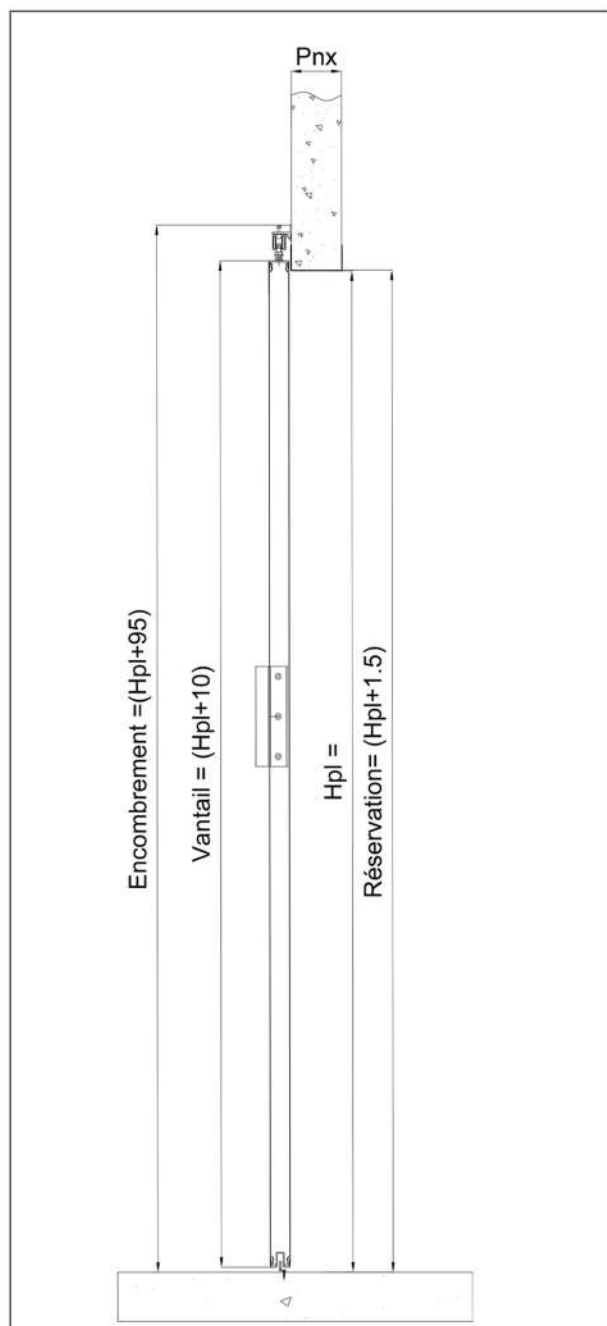 Pnx
Encombrement =(Hpl+95)
Vantail = (Hpl+10)
Hpl =
Réservation= (Hpl+1.5)